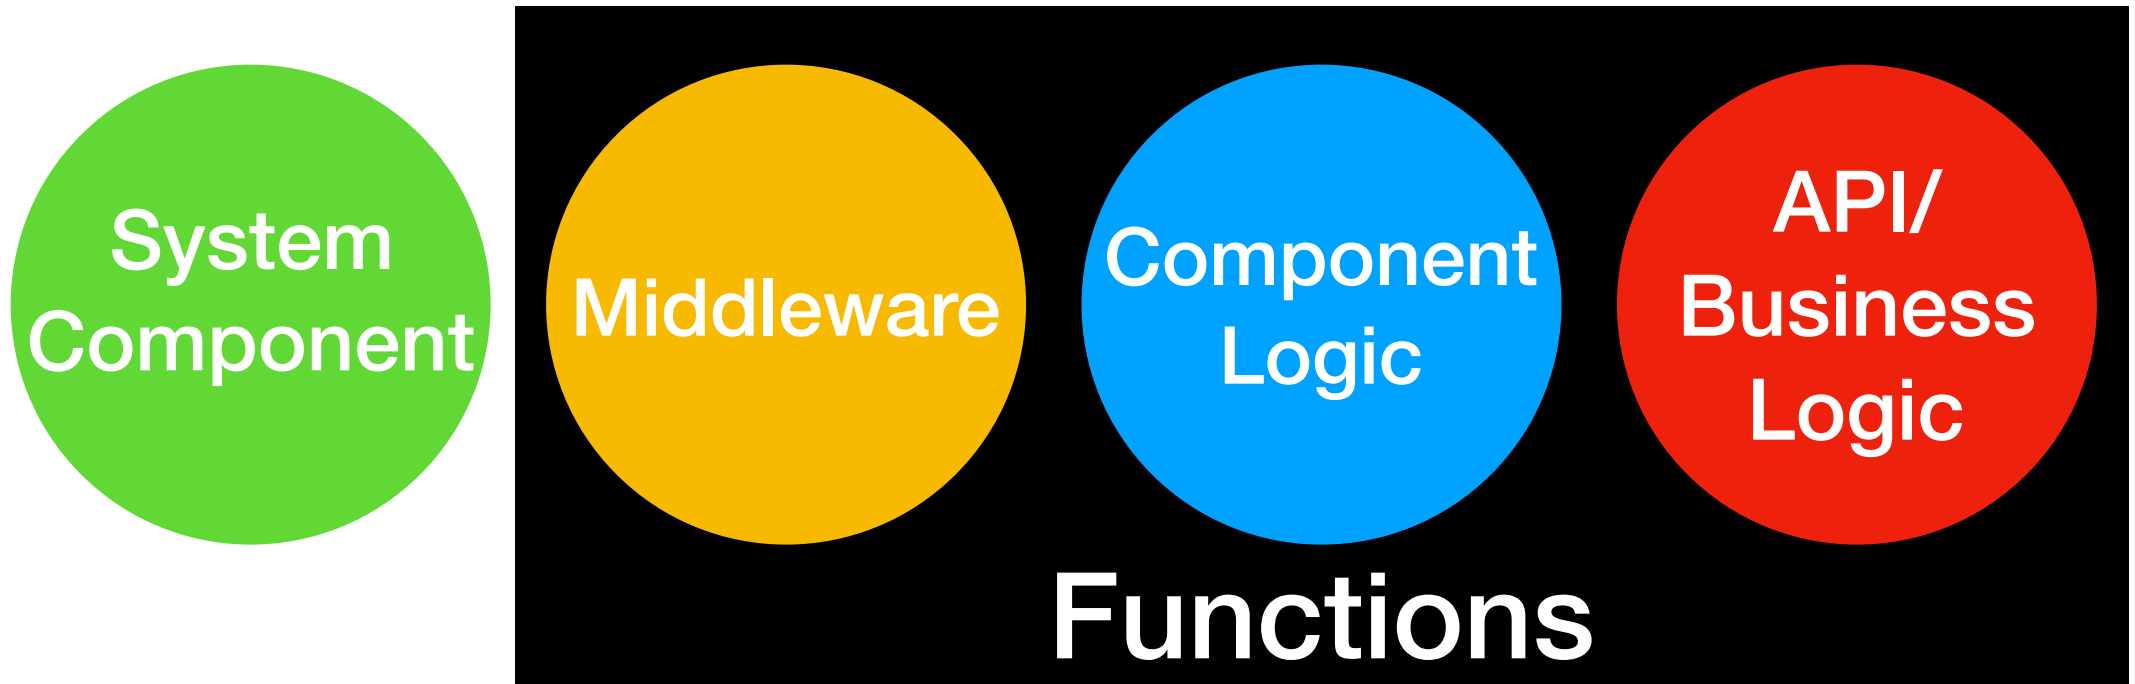 System
Component
Middleware
Component
Logic
API/
Business
Logic
Functions